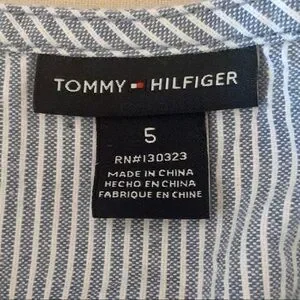 TOMMY HILFIGER
5
RN#130323
MADE IN CHINA
HECHO EN CHINA
FABRIQUE EN CHINE